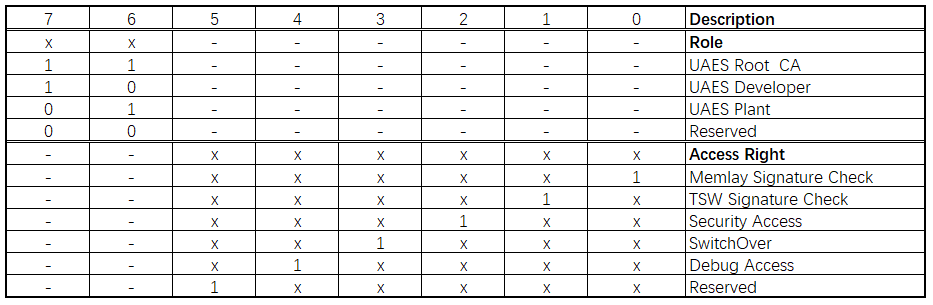 7 6 5 4 3 2 1 0 Description
x x - - - - - - Role
1 1 - - - - - - UAES Root CA
1 0 - - - - - - UAES Developer
0 1 - - - - - - UAES Plant
0 0 - - - - - - Reserved
- - x x x x x x Access Right
- - x x x x x 1 Memlay Signature Check
- - x x x x 1 x TSW Signature Check
- - x x x 1 x x Security Access
- - x x 1 x x x SwitchOver
- - x 1 x x x x Debug Access
- - 1 x x x x x Reserved